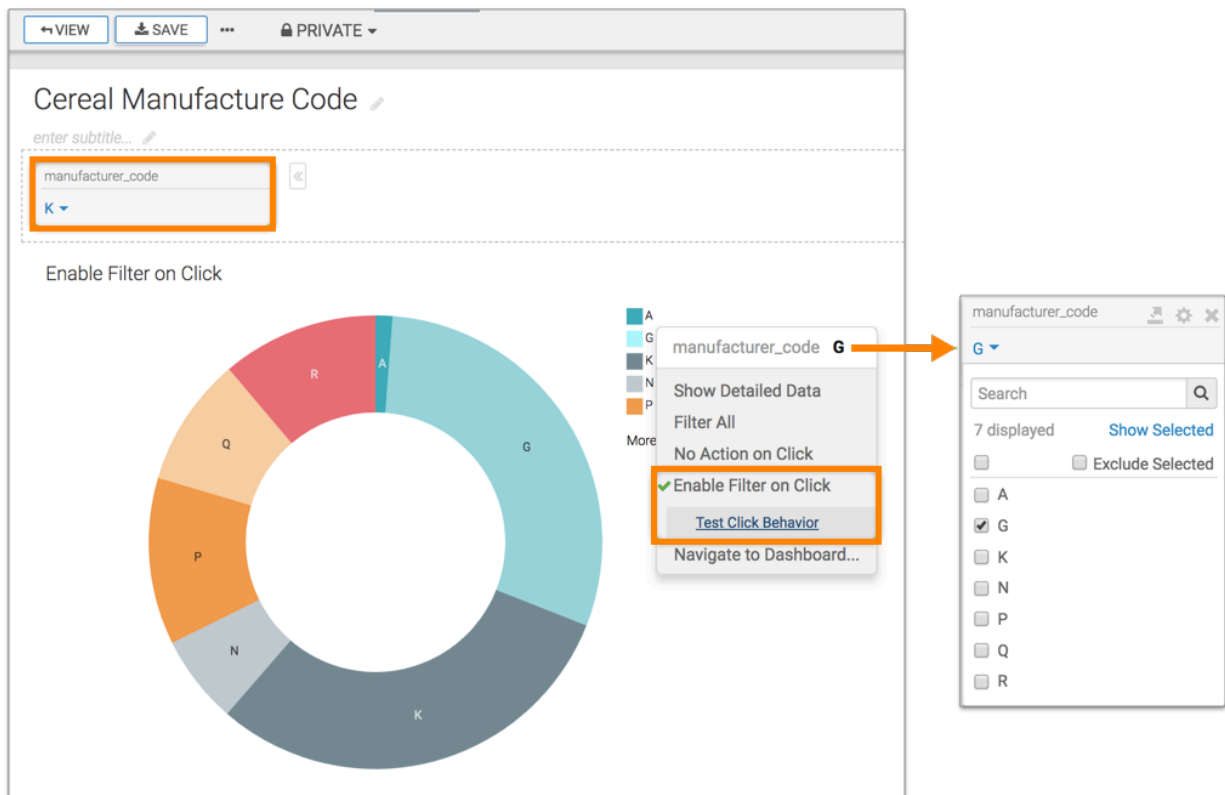 VIEW SAVE ••• PRIVATE
Cereal Manufacture Code
enter subtitle...
manufacturer_code
K
Enable Filter on Click
A
G
K
N
P
More
A
G
K
N
P
Q
R
manufacturer_code G
Show Detailed Data
Filter All
No Action on Click
Enable Filter on Click
Test Click Behavior
Navigate to Dashboard...
manufacturer_code
G
Search
7 displayed Show Selected
Exclude Selected
A
G
K
N
P
Q
R